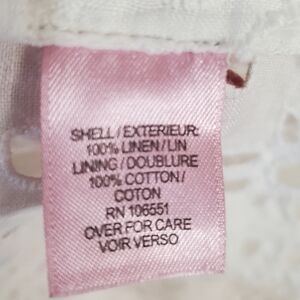 SHELL/EXTERIEUR:
100% LINEN/LIN
LINING/DOUBLURE
100% COTTON/
COTON
RN 106551
OVER FOR CARE
VOIR VERSO